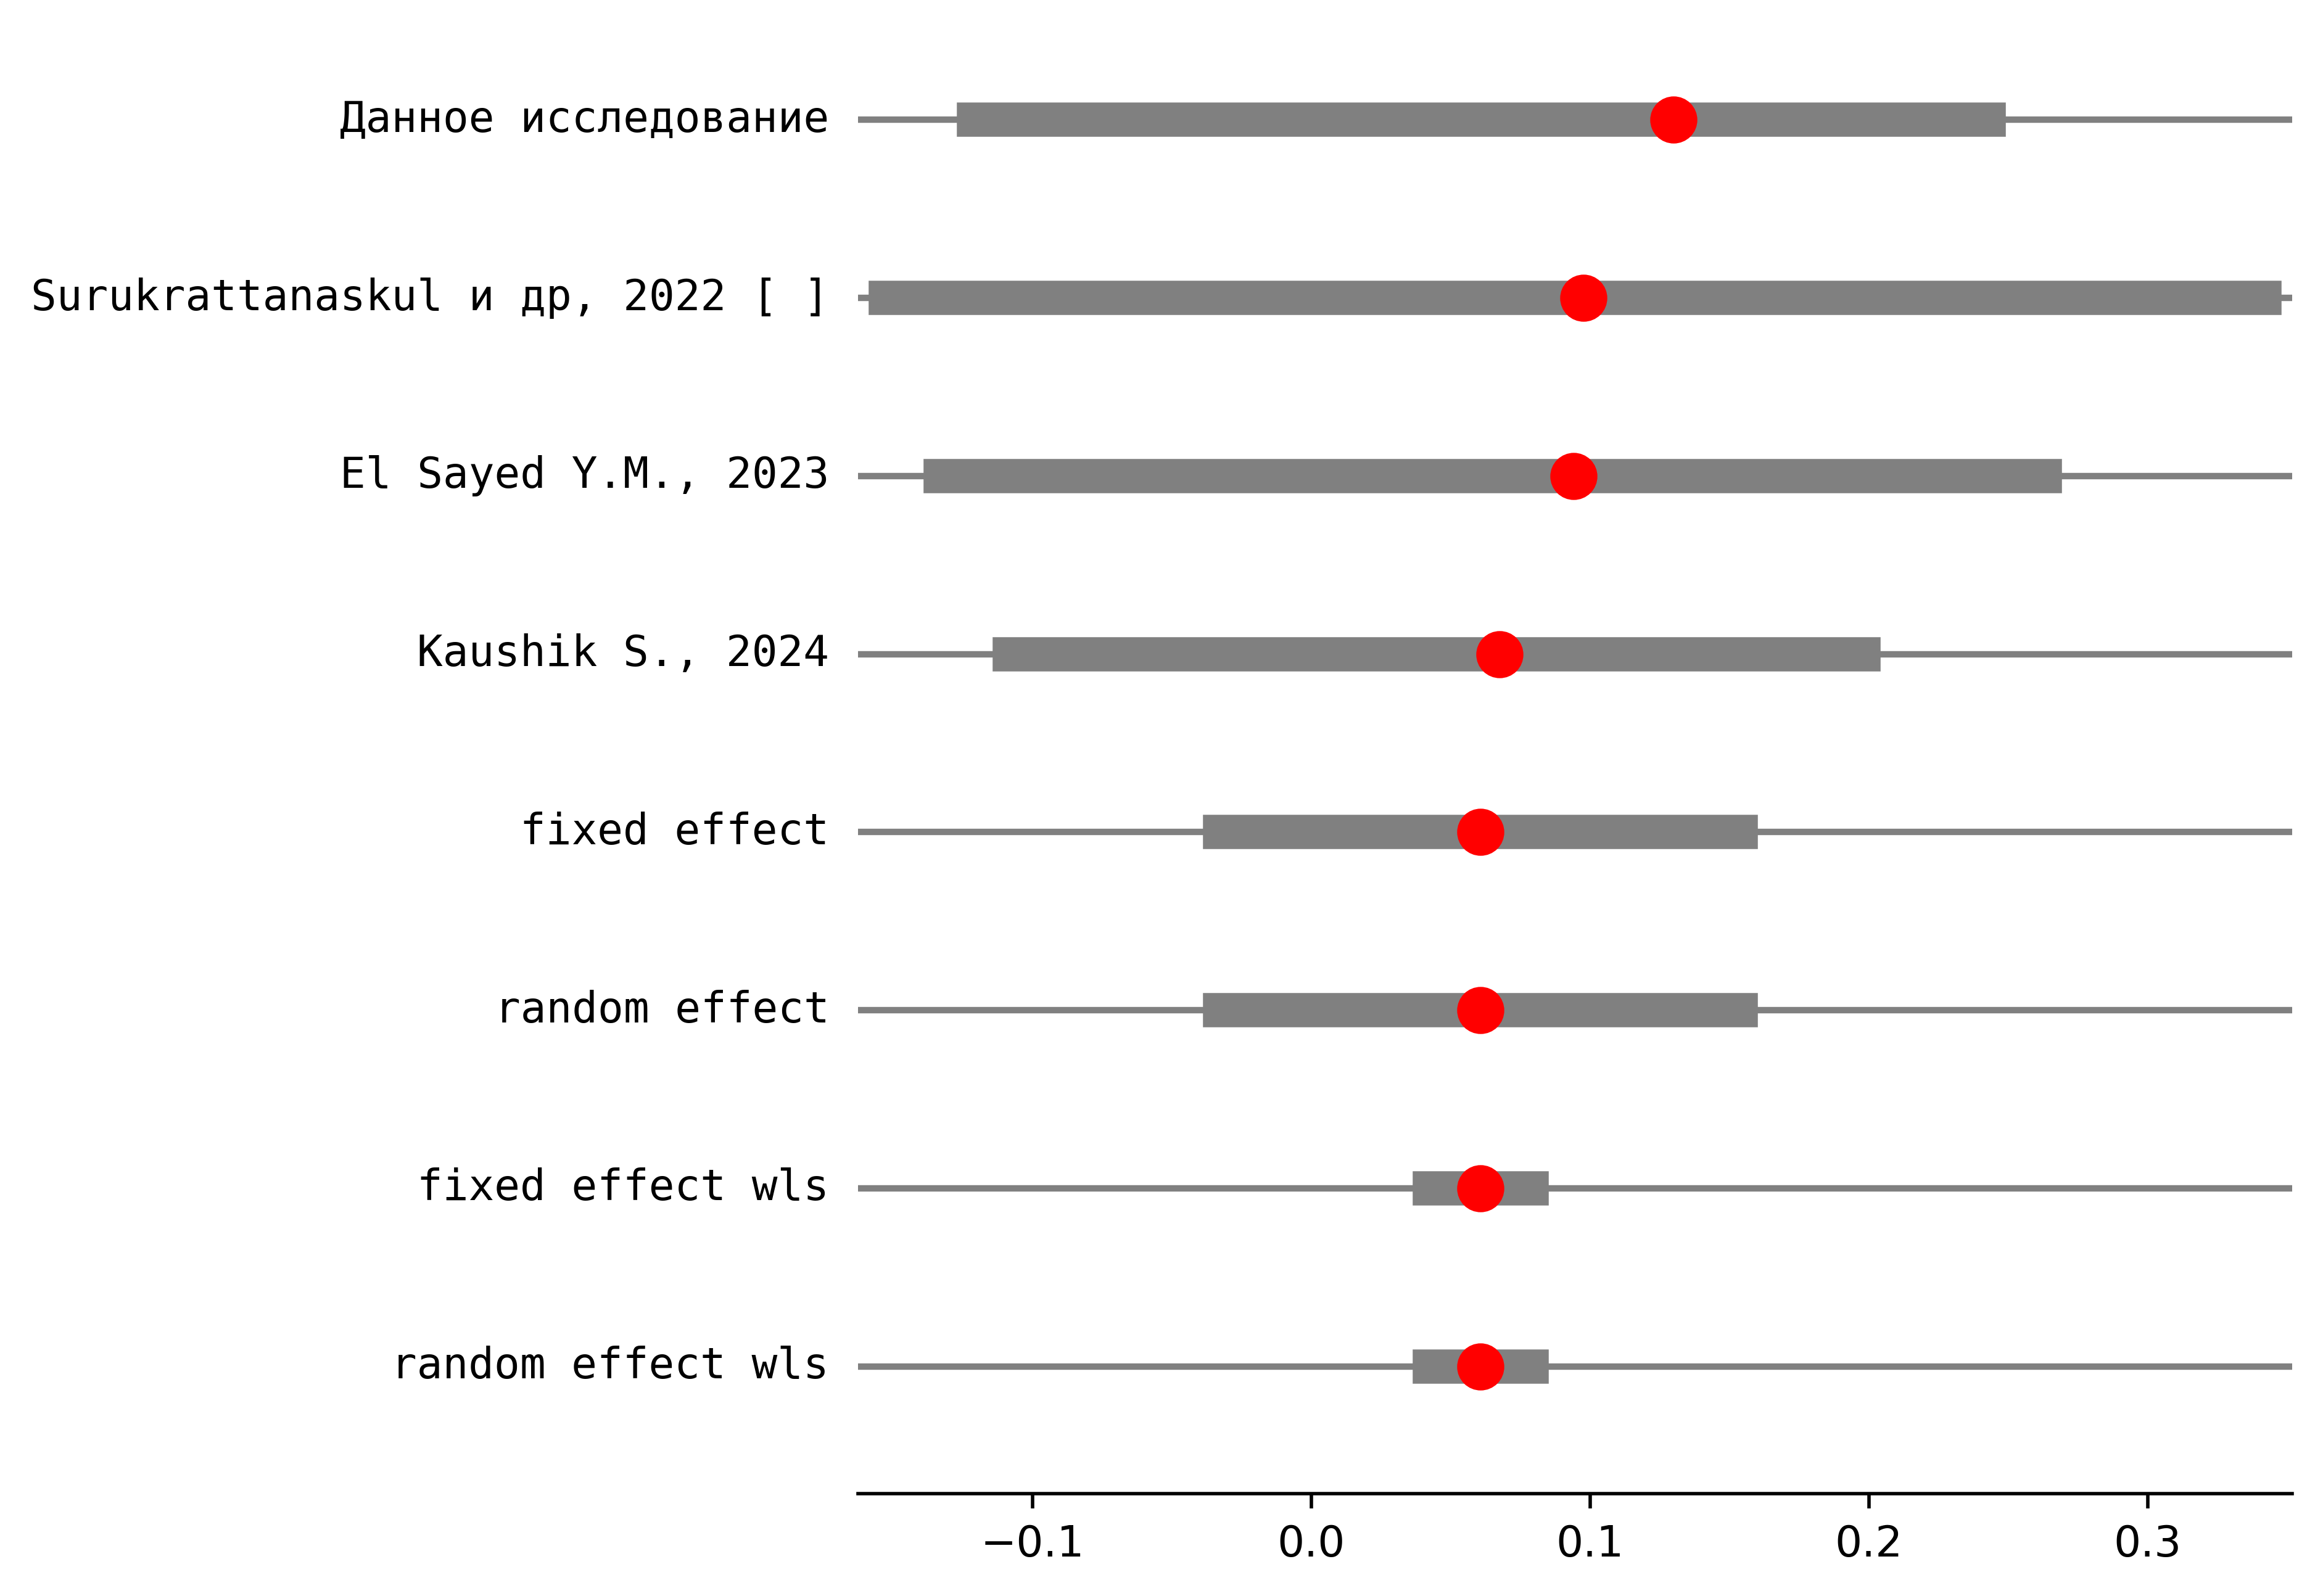 Данное исследование
Surukrattanaskul и др, 2022 [ ]
El Sayed Y.M., 2023
Kaushik S., 2024
fixed effect
random effect
fixed effect wls
random effect wls
−0.1 0.0 0.1 0.2 0.3